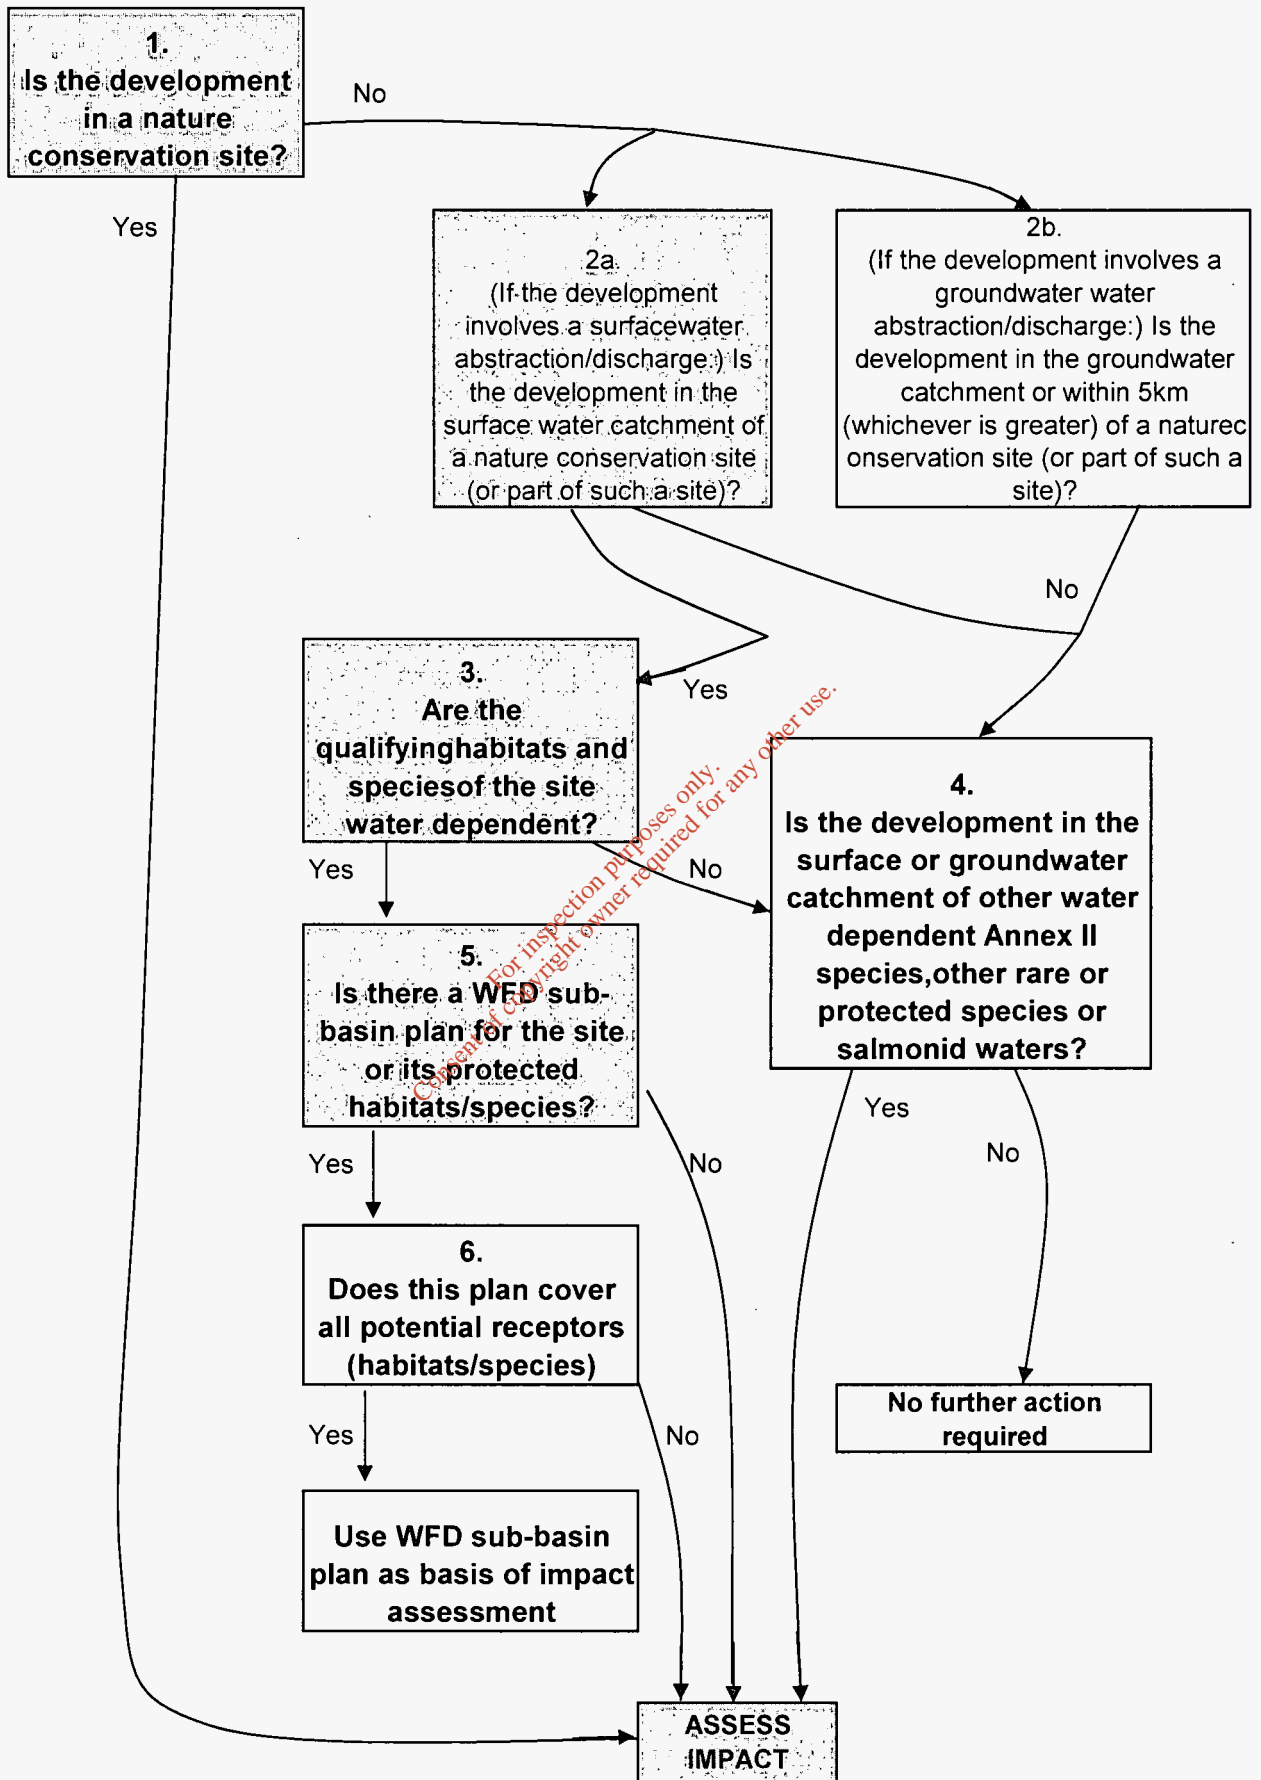 1.
Is the development
in a nature
conservation site?
No
Yes
2a.
(If the development
involves a surfacewater
abstraction/discharge:) Is
the development in the
surface water catchment of
a nature conservation site
(or part of such a site)?
2b.
(If the development involves a
groundwater water
abstraction/discharge:) Is the
development in the groundwater
catchment or within 5km
(whichever is greater) of a naturec
onservation site (or part of such a
site)?
No
3.
Are the
qualifyinghabitats and
speciesof the site
water dependent?
Yes
4.
Is the development in the
surface or groundwater
catchment of other water
dependent Annex II
species,other rare or
protected species or
salmonid waters?
Yes
No
5.
Is there a WFD sub-
basin plan for the site
or its protected
habitats/species?
Yes
No
Yes
No
6.
Does this plan cover
all potential receptors
(habitats/species)
No further action
required
Yes
No
Use WFD sub-basin
plan as basis of impact
assessment
ASSESS
IMPACT
For inspection purposes only.
Consent of copyright owner required for any other use.